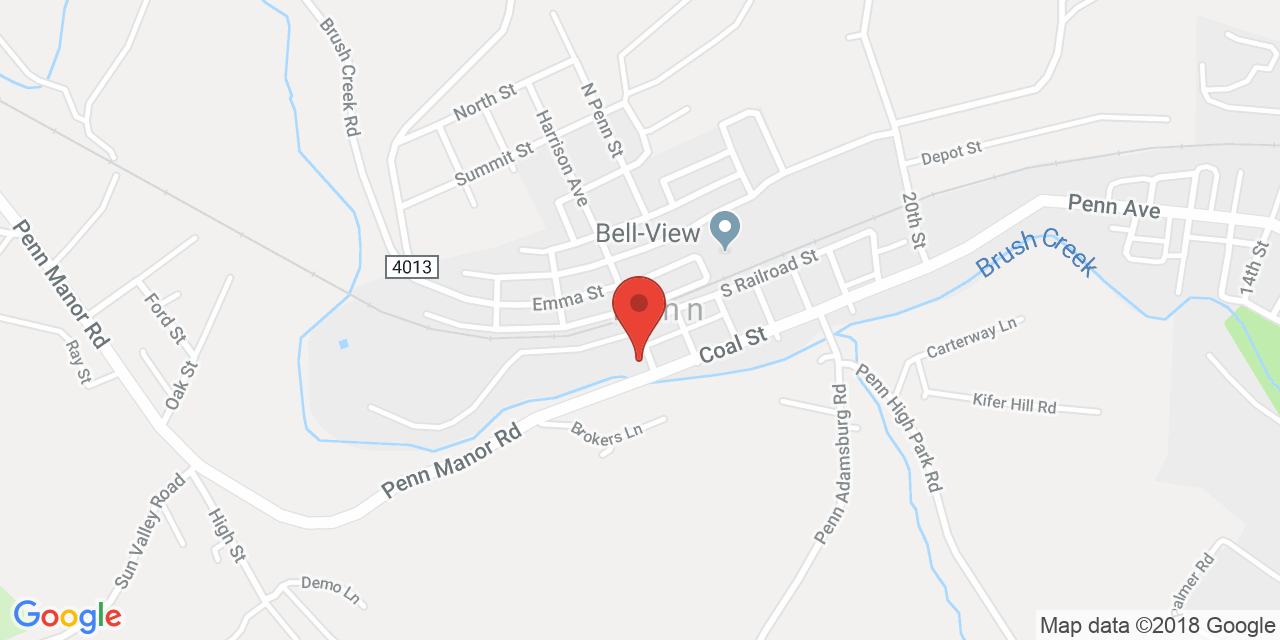 Brush Creek Rd
North St
N Penn St
Harrison Ave
Summit St
Depot St
20th St
Penn Ave
Penn Manor Rd
Bell-View
Brush Creek
4013
S Railroad St
14th St
Ford St
Emma St
Ray St
Oak St
Coal St
Carterway Ln
Kifer Hill Rd
Brokers Ln
Penn Manor Rd
Penn Adamsburg Rd
Penn High Park Rd
Sun Valley Road
High St
Demo Ln
Google
Map data ©2018 Google